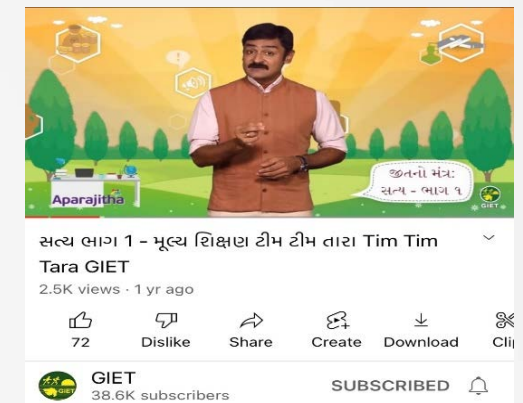 જીતનો મંત્ર:
સત્ય - ભાગ ૧
Aparajitha
GIET
સત્ય ભાગ 1 - મૂલ્ય શિક્ષણ ટીમ ટીમ તારા Tim Tim
Tara GIET
2.5K views · 1 yr ago
72 Dislike Share Create Download Cli
GIET
38.6K subscribers
SUBSCRIBED